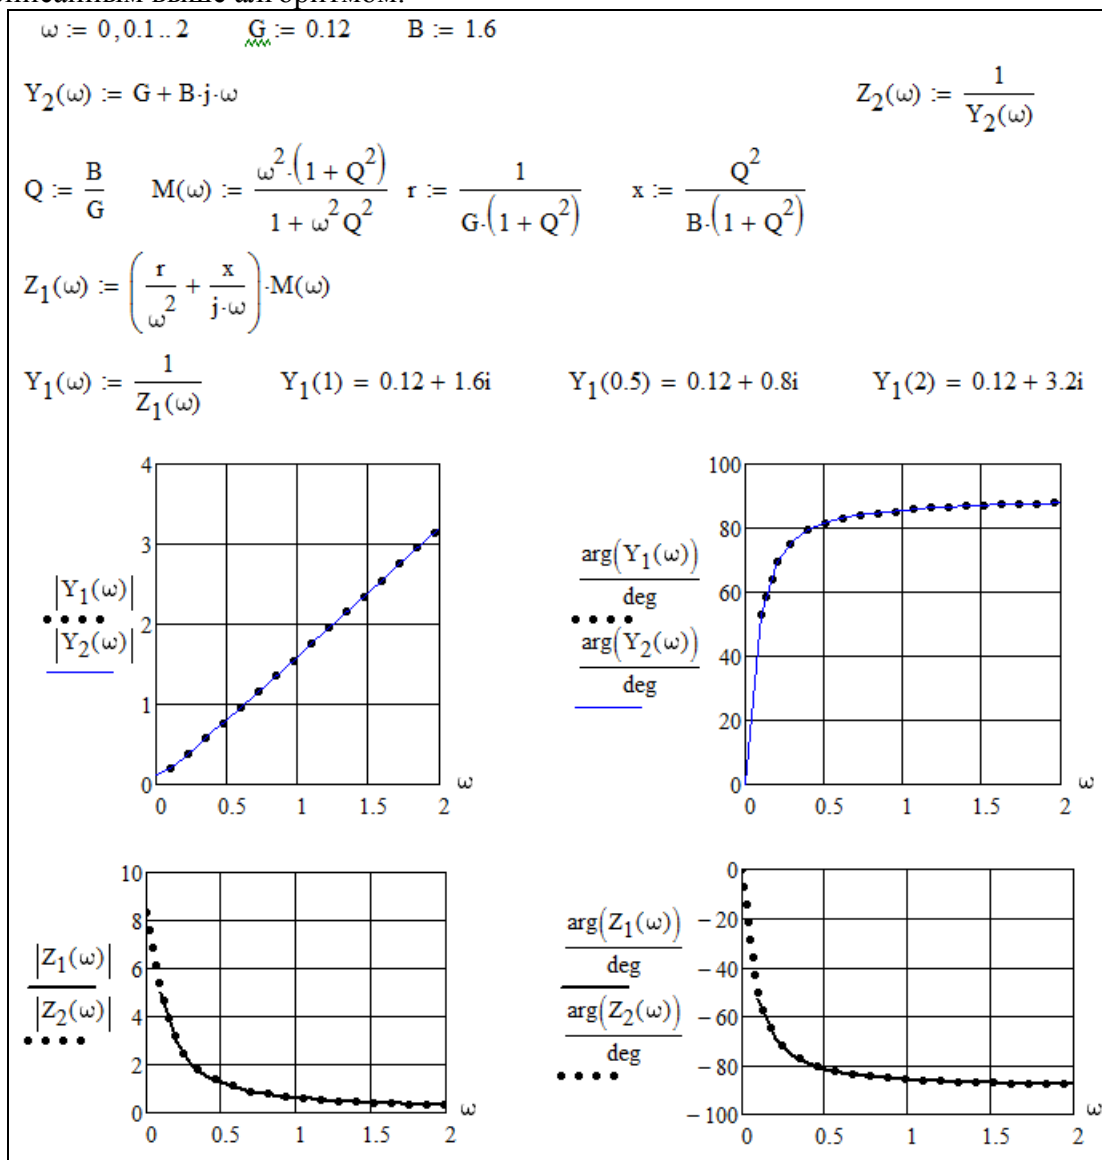 описанным выше алгоритмом.
ω := 0,0.1.. 2 G := 0.12 B := 1.6
Y₂(ω) := G + B·j·ω Z₂(ω) := 1/Y₂(ω)
Q := B/G M(ω) := ω²·(1 + Q²)/(1 + ω²Q²) r := 1/(G·(1 + Q²)) x := Q²/(B·(1 + Q²))
Z₁(ω) := (r/ω² + x/(j·ω))·M(ω)
Y₁(ω) := 1/Z₁(ω) Y₁(1) = 0.12 + 1.6i Y₁(0.5) = 0.12 + 0.8i Y₁(2) = 0.12 + 3.2i
4
3
2
1
0
|Y₁(ω)|
|Y₂(ω)|
0 0.5 1 1.5 2
ω
100
80
60
40
20
0
arg(Y₁(ω))/deg
arg(Y₂(ω))/deg
0 0.5 1 1.5 2
ω
10
8
6
4
2
0
|Z₁(ω)|
|Z₂(ω)|
0 0.5 1 1.5 2
ω
0
−20
−40
−60
−80
−100
arg(Z₁(ω))/deg
arg(Z₂(ω))/deg
0 0.5 1 1.5 2
ω